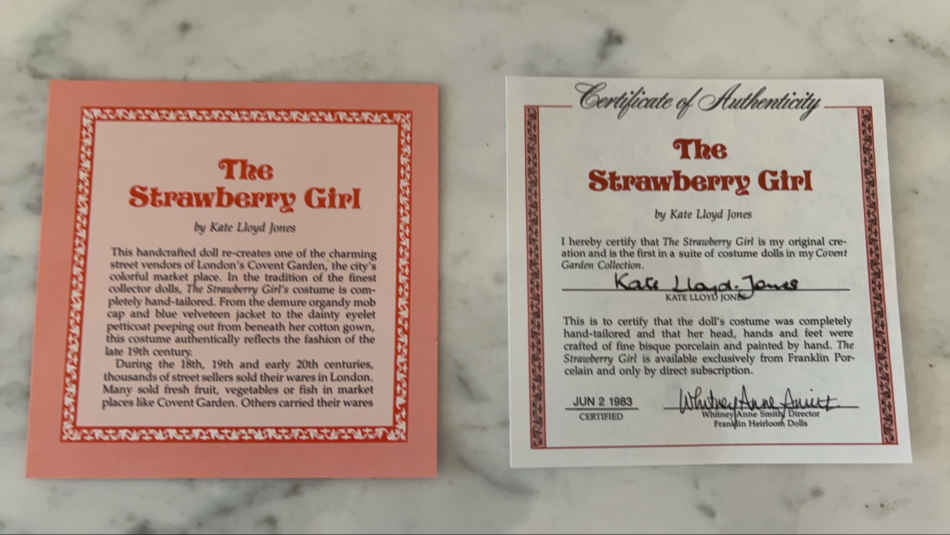 The
Strawberry Girl
by Kate Lloyd Jones
This handcrafted doll re-creates one of the charming
street vendors of London's Covent Garden, the city's
colorful market place. In the tradition of the finest
collector dolls, The Strawberry Girl's costume is com-
pletely hand-tailored. From the demure organdy mob
cap and blue velveteen jacket to the dainty eyelet
petticoat peeping out from beneath her cotton gown,
this costume authentically reflects the fashion of the
late 19th century.
During the 18th, 19th and early 20th centuries,
thousands of street sellers sold their wares in London.
Many sold fresh fruit, vegetables or fish in market
places like Covent Garden. Others carried their wares
Certificate of Authenticity
The
Strawberry Girl
by Kate Lloyd Jones
I hereby certify that The Strawberry Girl is my original cre-
ation and is the first in a suite of costume dolls in my Covent
Garden Collection.
Kate Lloyd-Jones
KATE LLOYD JONES
This is to certify that the doll's costume was completely
hand-tailored and that her head, hands and feet were
crafted of fine bisque porcelain and painted by hand. The
Strawberry Girl is available exclusively from Franklin Por-
celain and only by direct subscription.
JUN 2 1983 Whitney Anne Smith
CERTIFIED Whitney Anne Smith, Director
Franklin Heirloom Dolls